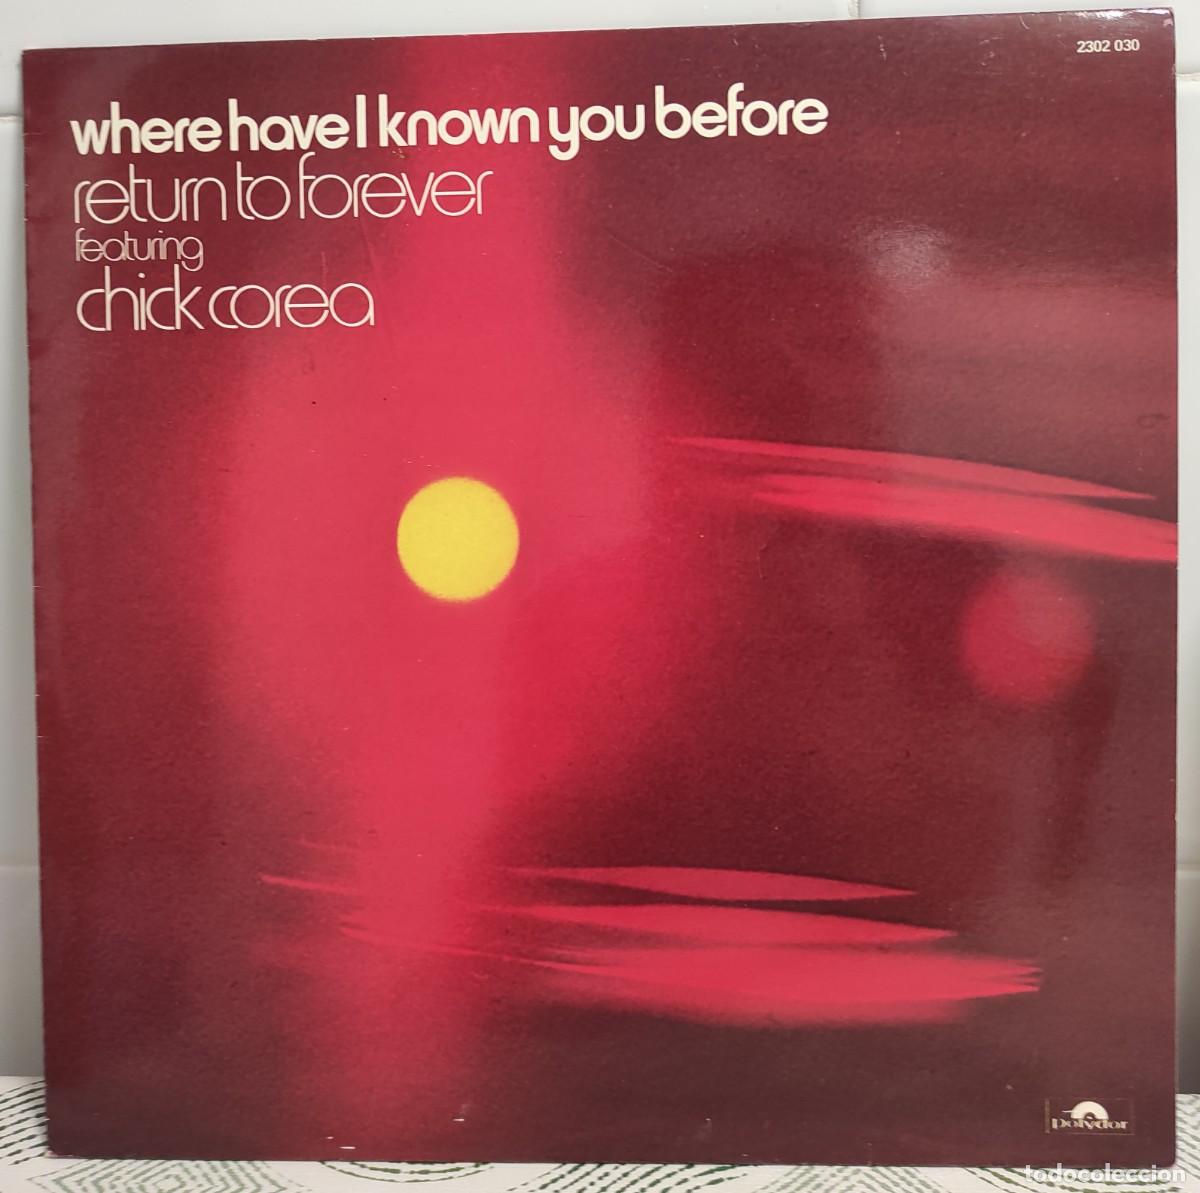 2302 030
where have I known you before
return to forever
featuring
chick corea
polydor
todocoleccion